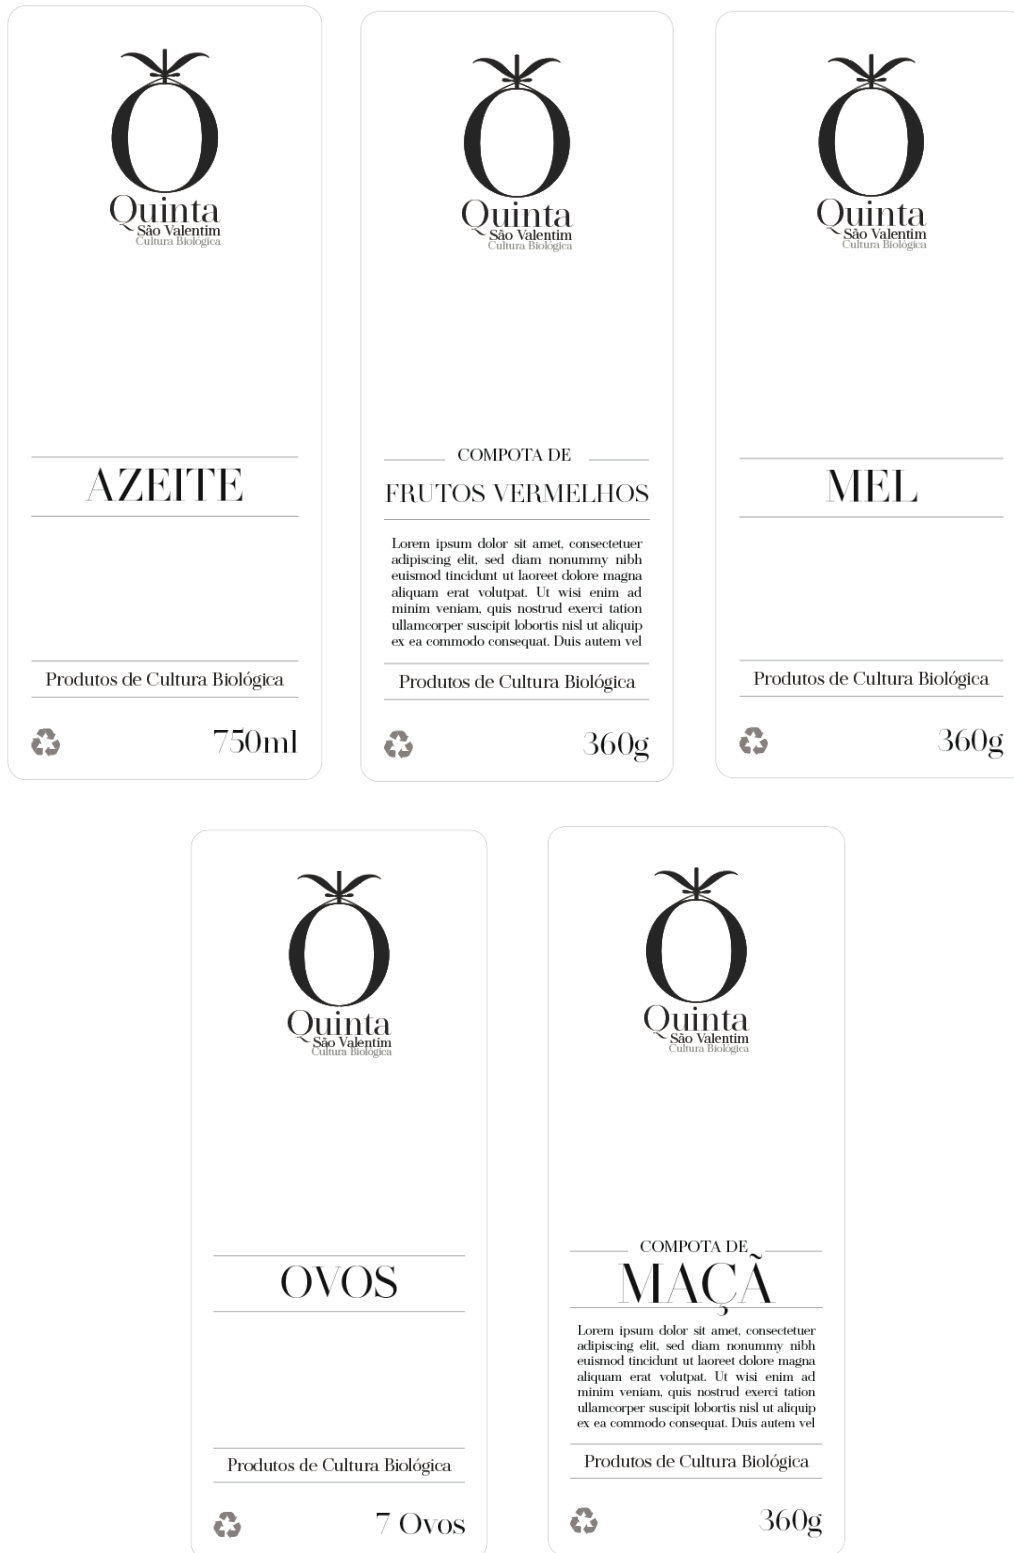 Quinta
São Valentim
Cultura Biológica
AZEITE
Produtos de Cultura Biológica
750ml
Quinta
São Valentim
Cultura Biológica
COMPOTA DE
FRUTOS VERMELHOS
Lorem ipsum dolor sit amet, consectetuer
adipiscing elit, sed diam nonummy nibh
euismod tincidunt ut laoreet dolore magna
aliquam erat volutpat. Ut wisi enim ad
minim veniam, quis nostrud exerci tation
ullamcorper suscipit lobortis nisl ut aliquip
ex ea commodo consequat. Duis autem vel
Produtos de Cultura Biológica
360g
Quinta
São Valentim
Cultura Biológica
MEL
Produtos de Cultura Biológica
360g
Quinta
São Valentim
Cultura Biológica
OVOS
Produtos de Cultura Biológica
7 Ovos
Quinta
São Valentim
Cultura Biológica
COMPOTA DE
MAÇÃ
Lorem ipsum dolor sit amet, consectetuer
adipiscing elit, sed diam nonummy nibh
euismod tincidunt ut laoreet dolore magna
aliquam erat volutpat. Ut wisi enim ad
minim veniam, quis nostrud exerci tation
ullamcorper suscipit lobortis nisl ut aliquip
ex ea commodo consequat. Duis autem vel
Produtos de Cultura Biológica
360g